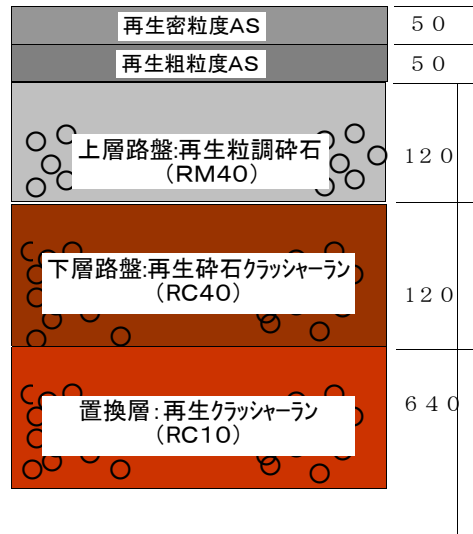 再生密粒度AS
50
再生粗粒度AS
50
上層路盤:再生粒調砕石
(RM40)
120
下層路盤:再生砕石クラッシャーラン
(RC40)
120
置換層:再生クラッシャーラン
(RC10)
640